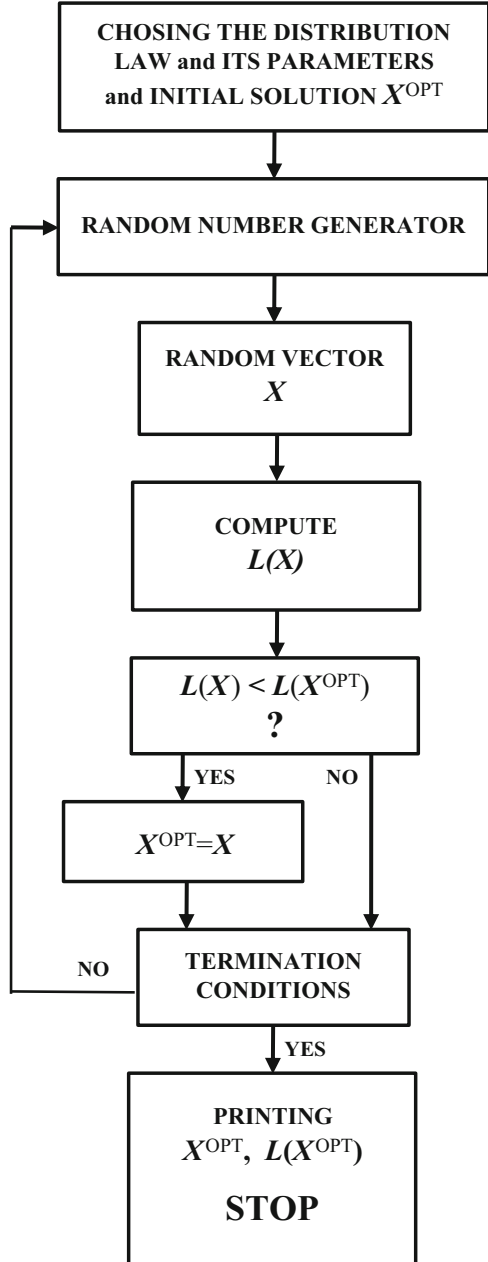 CHOSING THE DISTRIBUTION
LAW and ITS PARAMETERS
and INITIAL SOLUTION X^OPT
RANDOM NUMBER GENERATOR
RANDOM VECTOR
X
COMPUTE
L(X)
L(X) < L(X^OPT)
?
YES
NO
X^OPT=X
NO
TERMINATION
CONDITIONS
YES
PRINTING
X^OPT, L(X^OPT)
STOP